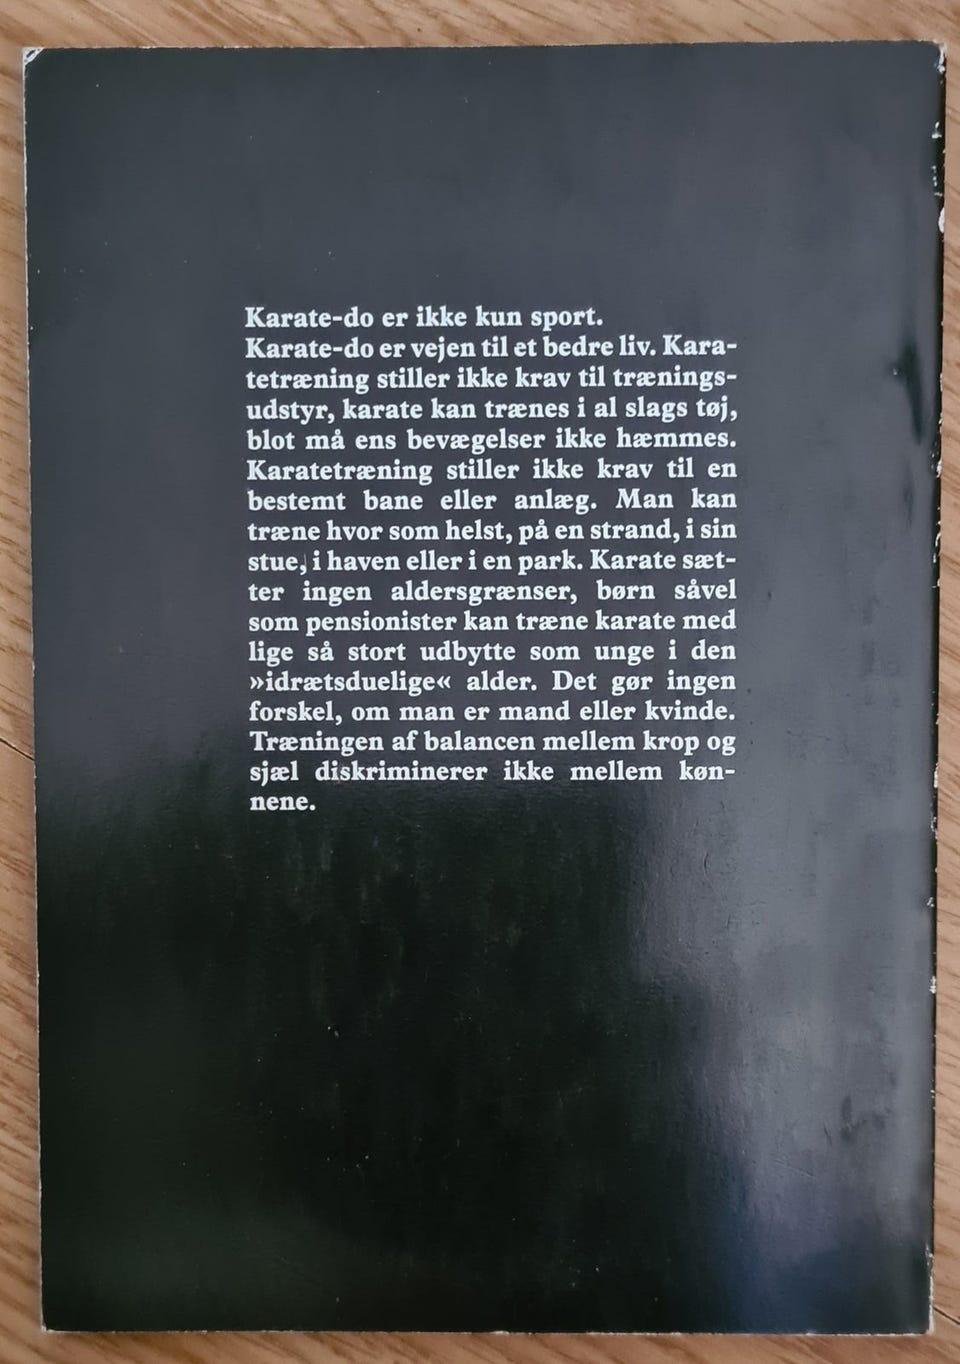 Karate-do er ikke kun sport.
Karate-do er vejen til et bedre liv. Kara-
tetræning stiller ikke krav til trænings-
udstyr, karate kan trænes i al slags tøj,
blot må ens bevægelser ikke hæmmes.
Karatetræning stiller ikke krav til en
bestemt bane eller anlæg. Man kan
træne hvor som helst, på en strand, i sin
stue, i haven eller i en park. Karate sæt-
ter ingen aldersgrænser, børn såvel
som pensionister kan træne karate med
lige så stort udbytte som unge i den
»idrætsduelige« alder. Det gør ingen
forskel, om man er mand eller kvinde.
Træningen af balancen mellem krop og
sjæl diskriminerer ikke mellem køn-
nene.